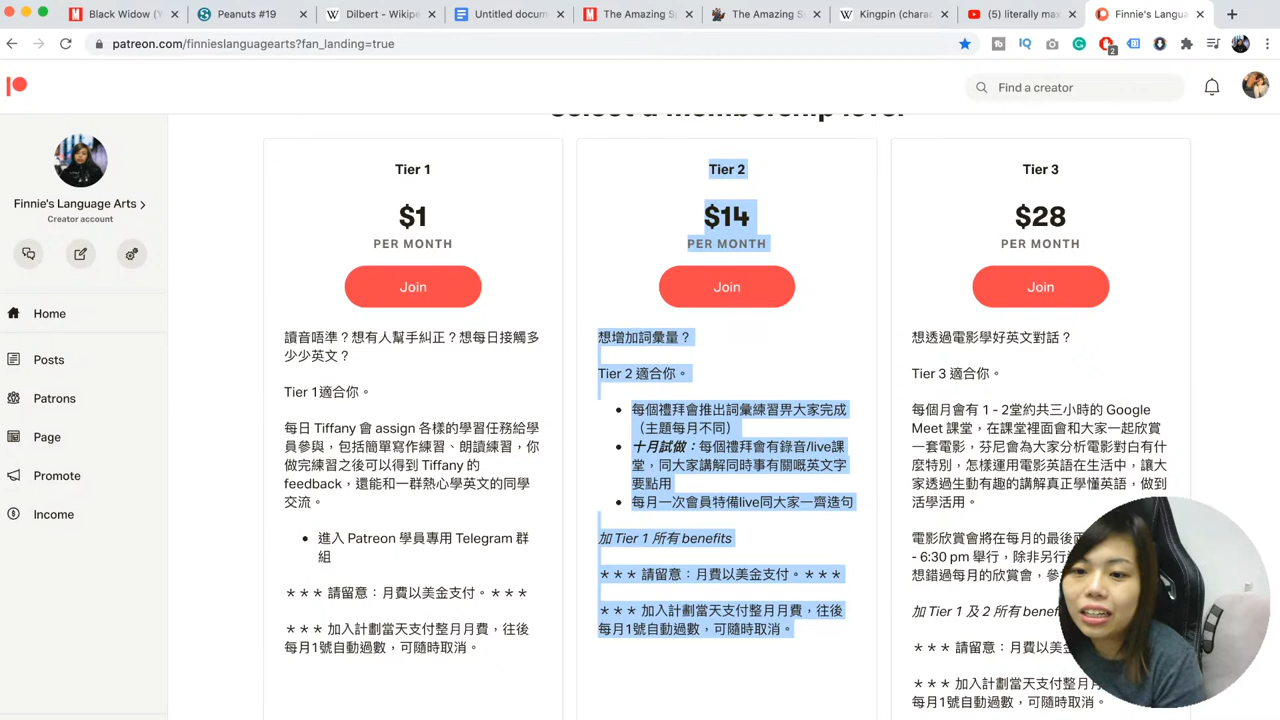 Black Widow (
Peanuts #19
Dilbert - Wikipe
Untitled docum
The Amazing Sp
The Amazing S
Kingpin (charac
(5) literally max
Finnie's Langua
patreon.com/finnieslanguagearts?fan_landing=true
Find a creator
Select a membership level
Finnie's Language Arts
Creator account
Home
Posts
Patrons
Page
Promote
Income
Tier 1
$1
PER MONTH
Join
讀音唔準？想有人幫手糾正？想每日接觸多
少少英文？
Tier 1適合你。
每日 Tiffany 會 assign 各樣的學習任務給學
員參與，包括簡單寫作練習、朗讀練習，你
做完練習之後可以得到 Tiffany 的
feedback，還能和一群熱心學英文的同學
交流。
進入 Patreon 學員專用 Telegram 群
組
＊＊＊ 請留意：月費以美金支付。＊＊＊
＊＊＊ 加入計劃當天支付整月月費，往後
每月1號自動過數，可隨時取消。
Tier 2
$14
PER MONTH
Join
想增加詞彙量？
Tier 2 適合你。
每個禮拜會推出詞彙練習畀大家完成
（主題每月不同）
十月試做：每個禮拜會有錄音/live課
堂，同大家講解同時事有關嘅英文字
要點用
每月一次會員特備live同大家一齊造句
加 Tier 1 所有 benefits
＊＊＊ 請留意：月費以美金支付。＊＊＊
＊＊＊ 加入計劃當天支付整月月費，往後
每月1號自動過數，可隨時取消。
Tier 3
$28
PER MONTH
Join
想透過電影學好英文對話？
Tier 3 適合你。
每個月會有 1 - 2堂約共三小時的 Google
Meet 課堂，在課堂裡面會和大家一起欣賞
一套電影，芬尼會為大家分析電影對白有什
麼特別，怎樣運用電影英語在生活中，讓大
家透過生動有趣的講解真正學懂英語，做到
活學活用。
電影欣賞會將在每月的最後
- 6:30 pm 舉行，除非另行
想錯過每月的欣賞會，參
加 Tier 1 及 2 所有 benef
＊＊＊ 請留意：月費以美
＊＊＊ 加入計劃當天支付整月月
每月1號自動過數，可隨時取